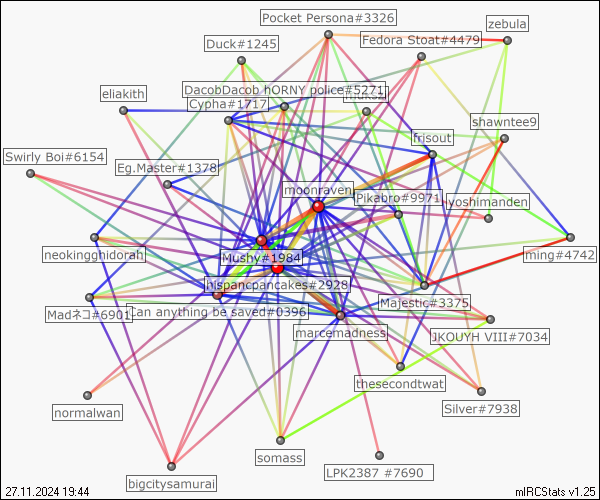 Pocket Persona#3326
zebula
Duck#1245
Fedora Stoat#4479
DacobDacob hORNY police#5271
eliakith
Cypha#1717
shawntee9
frisout
Swirly Boi#6154
Eg.Master#1378
moonraven
Pikabro#9971
iyoshimanden
neokingghidorah
Mushy#1984
ming#4742
hispancpancakes#2928
Majestic#3375
Madネコ#6901
Can anything be saved#0396
marcemadness
JKOUYH VIII#7034
thesecondtwat
normalwan
Silver#7938
somass
LPK2387 #7690
bigcitysamurai
27.11.2024 19:44
mIRCStats v1.25